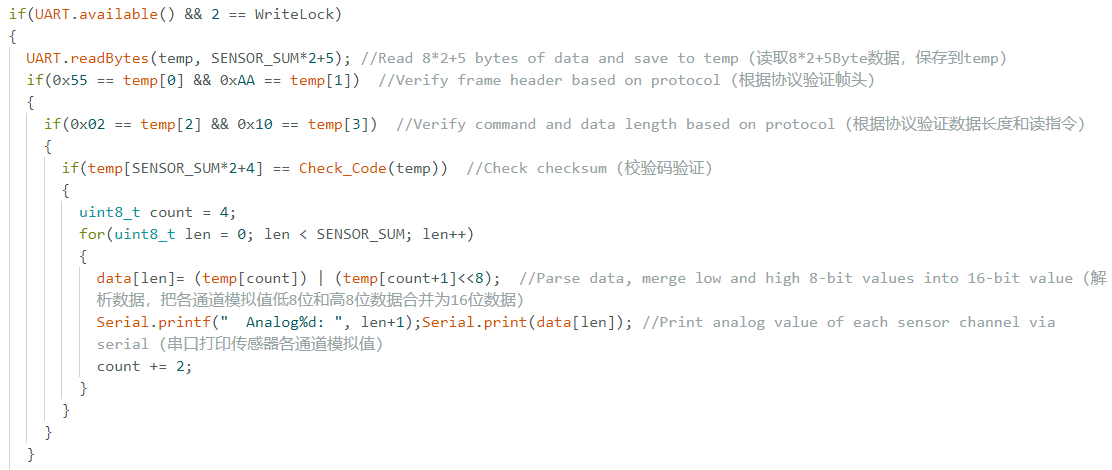 if(UART.available() && 2 == WriteLock)
{
UART.readBytes(temp, SENSOR_SUM*2+5); //Read 8*2+5 bytes of data and save to temp (读取8*2+5Byte数据，保存到temp)
if(0x55 == temp[0] && 0xAA == temp[1])  //Verify frame header based on protocol (根据协议验证帧头)
{
if(0x02 == temp[2] && 0x10 == temp[3])  //Verify command and data length based on protocol (根据协议验证数据长度和读指令)
{
if(temp[SENSOR_SUM*2+4] == Check_Code(temp))  //Check checksum (校验码验证)
{
uint8_t count = 4;
for(uint8_t len = 0; len < SENSOR_SUM; len++)
{
data[len]= (temp[count]) | (temp[count+1]<<8);  //Parse data, merge low and high 8-bit values into 16-bit value (解
析数据，把各通道模拟值低8位和高8位数据合并为16位数据)
Serial.printf("  Analog%d: ", len+1);Serial.print(data[len]); //Print analog value of each sensor channel via
serial (串口打印传感器各通道模拟值)
count += 2;
}
}
}
}